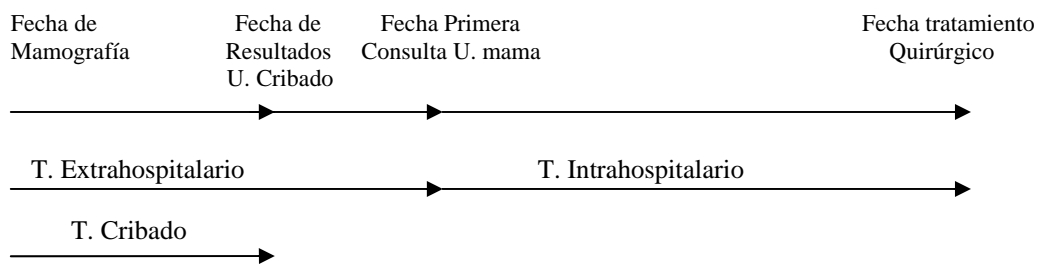 Fecha de Mamografía
Fecha de Resultados U. Cribado
Fecha Primera Consulta U. mama
Fecha tratamiento Quirúrgico
T. Extrahospitalario
T. Intrahospitalario
T. Cribado